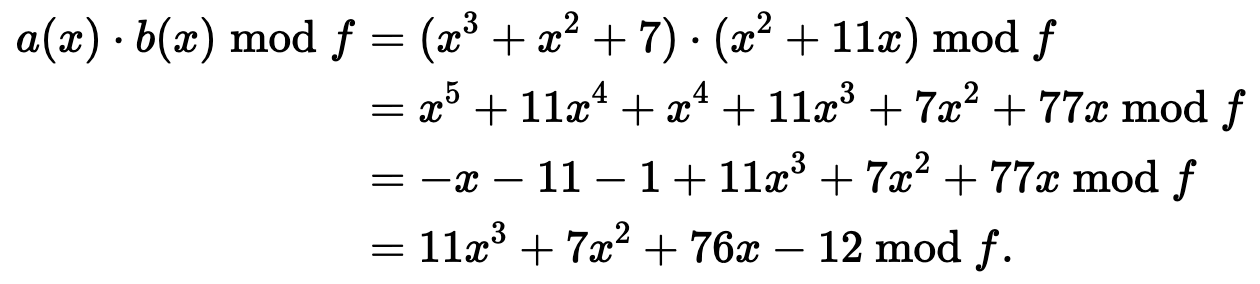 a(x) · b(x) mod f = (x³ + x² + 7) · (x² + 11x) mod f
= x⁵ + 11x⁴ + x⁴ + 11x³ + 7x² + 77x mod f
= −x − 11 − 1 + 11x³ + 7x² + 77x mod f
= 11x³ + 7x² + 76x − 12 mod f.